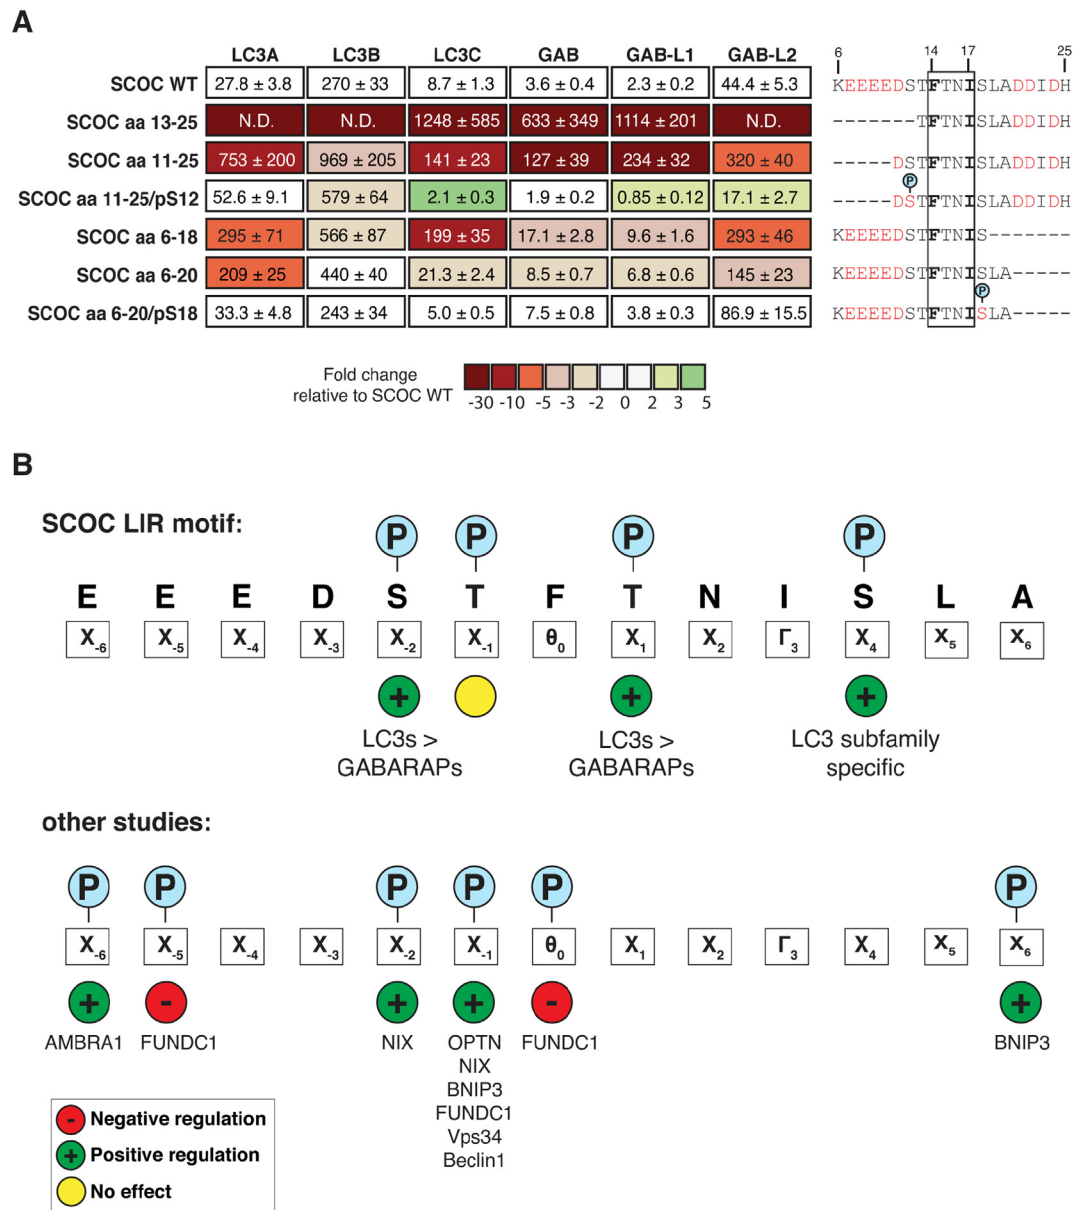 A
LC3A LC3B LC3C GAB GAB-L1 GAB-L2
6 14 17 25
SCOC WT 27.8 ± 3.8 270 ± 33 8.7 ± 1.3 3.6 ± 0.4 2.3 ± 0.2 44.4 ± 5.3 KEEEEDSTFTNISLADDIDH
SCOC aa 13-25 N.D. N.D. 1248 ± 585 633 ± 349 1114 ± 201 N.D. -------TFTNISLADDIDH
SCOC aa 11-25 753 ± 200 969 ± 205 141 ± 23 127 ± 39 234 ± 32 320 ± 40 -----DSTFTNISLADDIDH
P
SCOC aa 11-25/pS12 52.6 ± 9.1 579 ± 64 2.1 ± 0.3 1.9 ± 0.2 0.85 ± 0.12 17.1 ± 2.7 -----DSTFTNISLADDIDH
SCOC aa 6-18 295 ± 71 566 ± 87 199 ± 35 17.1 ± 2.8 9.6 ± 1.6 293 ± 46 KEEEEDSTFTNIS-------
SCOC aa 6-20 209 ± 25 440 ± 40 21.3 ± 2.4 8.5 ± 0.7 6.8 ± 0.6 145 ± 23 KEEEEDSTFTNISLA-----
P
SCOC aa 6-20/pS18 33.3 ± 4.8 243 ± 34 5.0 ± 0.5 7.5 ± 0.8 3.8 ± 0.3 86.9 ± 15.5 KEEEEDSTFTNISLA-----
Fold change
relative to SCOC WT
-30 -10 -5 -3 -2 0 2 3 5
B
SCOC LIR motif:
P P P P
E E E D S T F T N I S L A
X-6 X-5 X-4 X-3 X-2 X-1 θ0 X1 X2 Γ3 X4 X5 X6
+ + +
LC3s > LC3s > LC3 subfamily
GABARAPs GABARAPs specific
other studies:
P P P P P P
X-6 X-5 X-4 X-3 X-2 X-1 θ0 X1 X2 Γ3 X4 X5 X6
+ - + + - +
AMBRA1 FUNDC1 NIX OPTN FUNDC1 BNIP3
NIX
BNIP3
FUNDC1
Vps34
Beclin1
- Negative regulation
+ Positive regulation
No effect